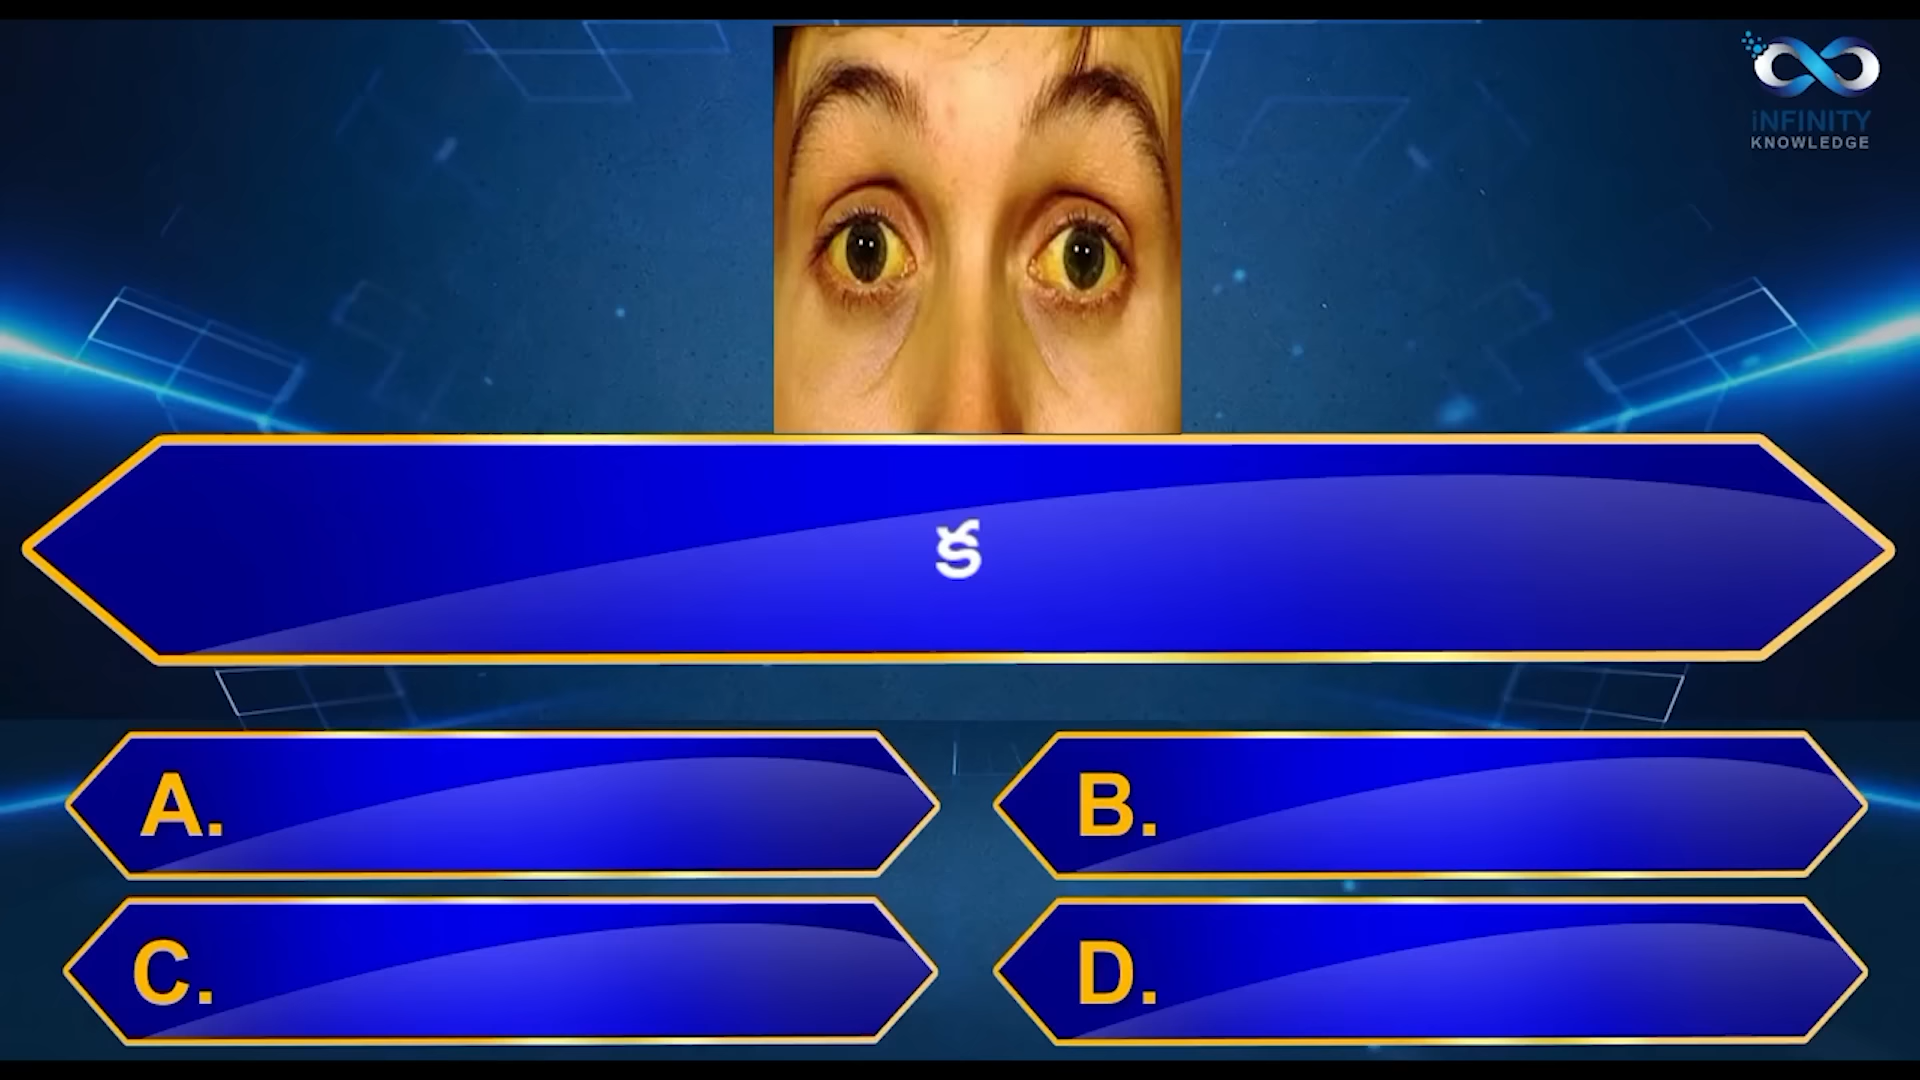 iNFINITY
KNOWLEDGE
క
A.
B.
C.
D.